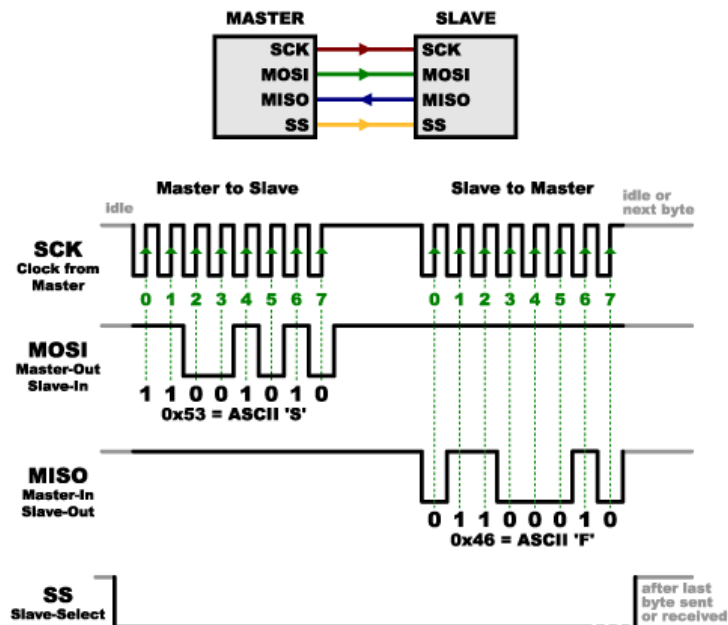 MASTER SLAVE
SCK SCK
MOSI MOSI
MISO MISO
SS SS
Master to Slave Slave to Master
idle
idle or
next byte
SCK
Clock from
Master
0 1 2 3 4 5 6 7 0 1 2 3 4 5 6 7
MOSI
Master-Out
Slave-In
1 1 0 0 1 0 1 0
0x53 = ASCII 'S'
MISO
Master-In
Slave-Out
0 1 1 0 0 0 1 0
0x46 = ASCII 'F'
SS
Slave-Select
after last
byte sent
or received